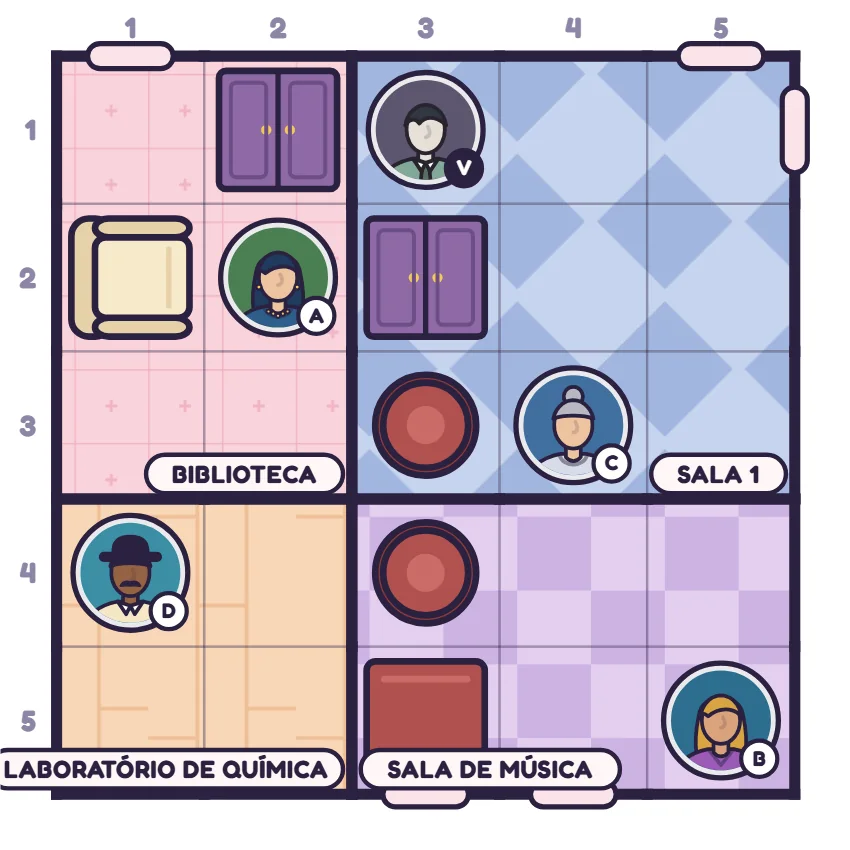 1 2 3 4 5
1
V
2
A
3
C
BIBLIOTECA
SALA 1
4
D
5
B
LABORATÓRIO DE QUÍMICA
SALA DE MÚSICA